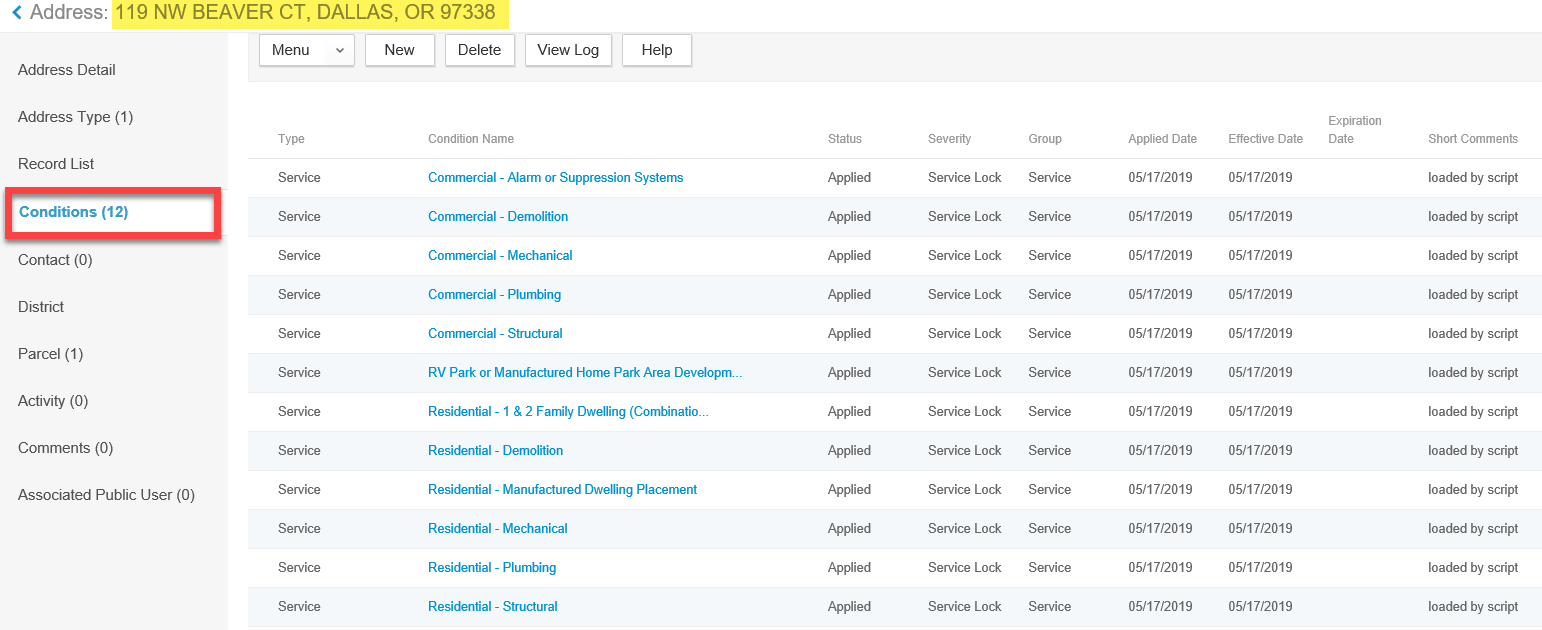 Address: 119 NW BEAVER CT, DALLAS, OR 97338
Menu New Delete View Log Help
Address Detail
Address Type (1)
Record List
Conditions (12)
Contact (0)
District
Parcel (1)
Activity (0)
Comments (0)
Associated Public User (0)
Type Condition Name Status Severity Group Applied Date Effective Date Expiration Date Short Comments
Service Commercial - Alarm or Suppression Systems Applied Service Lock Service 05/17/2019 05/17/2019 loaded by script
Service Commercial - Demolition Applied Service Lock Service 05/17/2019 05/17/2019 loaded by script
Service Commercial - Mechanical Applied Service Lock Service 05/17/2019 05/17/2019 loaded by script
Service Commercial - Plumbing Applied Service Lock Service 05/17/2019 05/17/2019 loaded by script
Service Commercial - Structural Applied Service Lock Service 05/17/2019 05/17/2019 loaded by script
Service RV Park or Manufactured Home Park Area Developm... Applied Service Lock Service 05/17/2019 05/17/2019 loaded by script
Service Residential - 1 & 2 Family Dwelling (Combinatio... Applied Service Lock Service 05/17/2019 05/17/2019 loaded by script
Service Residential - Demolition Applied Service Lock Service 05/17/2019 05/17/2019 loaded by script
Service Residential - Manufactured Dwelling Placement Applied Service Lock Service 05/17/2019 05/17/2019 loaded by script
Service Residential - Mechanical Applied Service Lock Service 05/17/2019 05/17/2019 loaded by script
Service Residential - Plumbing Applied Service Lock Service 05/17/2019 05/17/2019 loaded by script
Service Residential - Structural Applied Service Lock Service 05/17/2019 05/17/2019 loaded by script